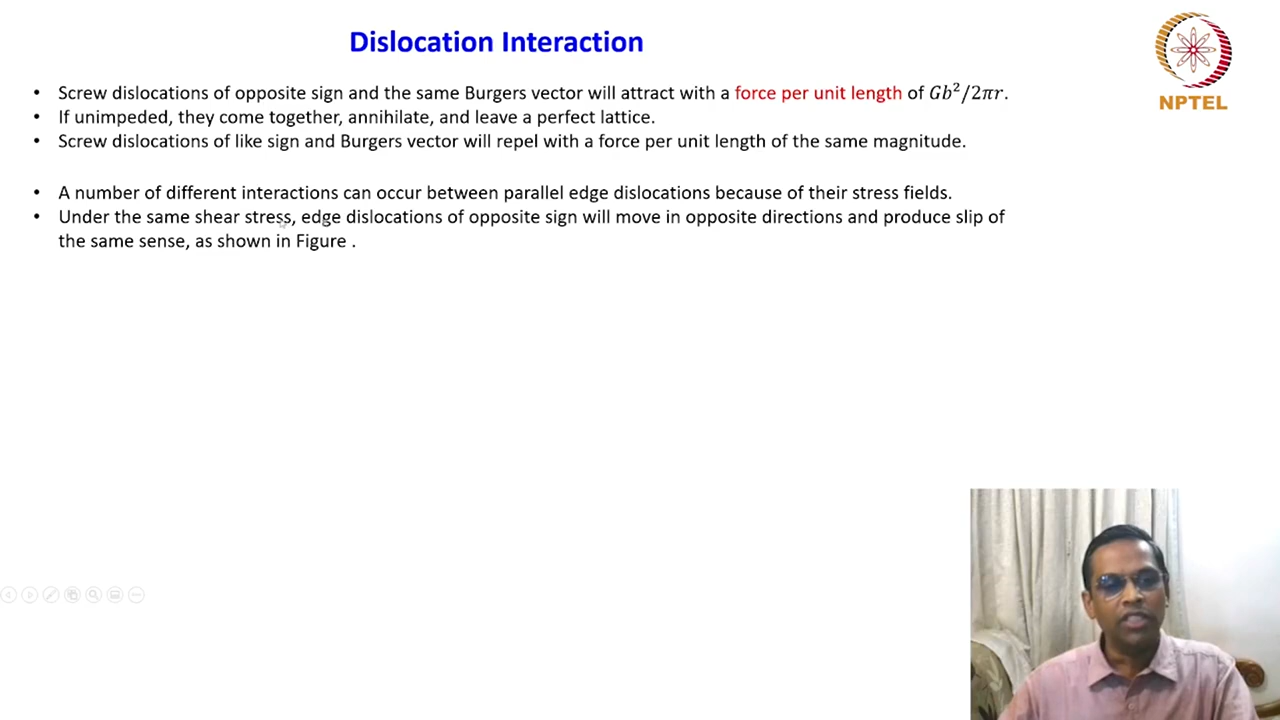 Dislocation Interaction
NPTEL
• Screw dislocations of opposite sign and the same Burgers vector will attract with a force per unit length of Gb²/2πr.
• If unimpeded, they come together, annihilate, and leave a perfect lattice.
• Screw dislocations of like sign and Burgers vector will repel with a force per unit length of the same magnitude.
• A number of different interactions can occur between parallel edge dislocations because of their stress fields.
• Under the same shear stress, edge dislocations of opposite sign will move in opposite directions and produce slip of
the same sense, as shown in Figure .